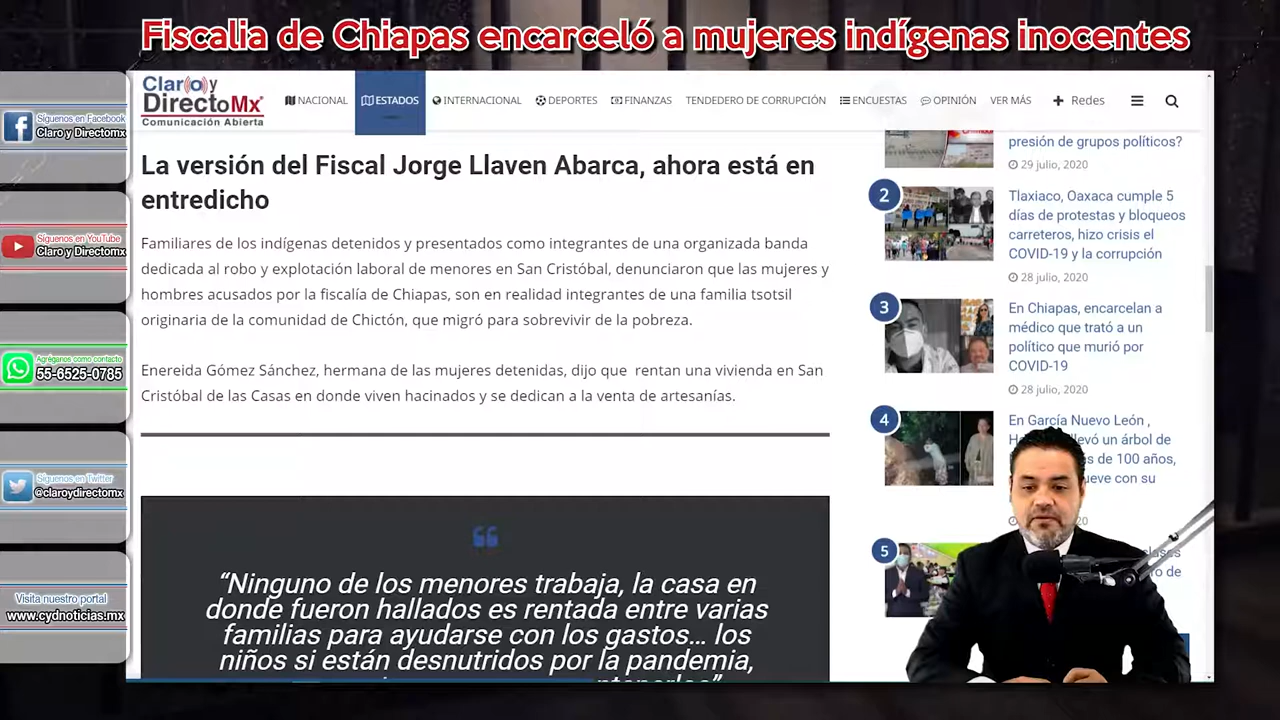 Fiscalia de Chiapas encarceló a mujeres indígenas inocentes
Síguenos en Facebook
Claro y Directomx
Síguenos en YouTube
Claro y Directomx
Agréganos como contacto
55-6525-0785
Síguenos en Twitter
@claroydirectomx
Visita nuestro portal
www.cydnoticias.mx
Claro y
DirectoMx
Comunicación Abierta
NACIONAL ESTADOS INTERNACIONAL DEPORTES FINANZAS TENDEDERO DE CORRUPCIÓN ENCUESTAS OPINIÓN VER MÁS + Redes
La versión del Fiscal Jorge Llaven Abarca, ahora está en
entredicho
Familiares de los indígenas detenidos y presentados como integrantes de una organizada banda
dedicada al robo y explotación laboral de menores en San Cristóbal, denunciaron que las mujeres y
hombres acusados por la fiscalía de Chiapas, son en realidad integrantes de una familia tsotsil
originaria de la comunidad de Chictón, que migró para sobrevivir de la pobreza.
Enereida Gómez Sánchez, hermana de las mujeres detenidas, dijo que rentan una vivienda en San
Cristóbal de las Casas en donde viven hacinados y se dedican a la venta de artesanías.
“Ninguno de los menores trabaja, la casa en
donde fueron hallados es rentada entre varias
familias para ayudarse con los gastos… los
niños si están desnutridos por la pandemia,
presión de grupos políticos?
29 julio, 2020
2
Tlaxiaco, Oaxaca cumple 5
días de protestas y bloqueos
carreteros, hizo crisis el
COVID-19 y la corrupción
28 julio, 2020
3
En Chiapas, encarcelan a
médico que trató a un
político que murió por
COVID-19
28 julio, 2020
4
En García Nuevo León ,
llevó un árbol de
de 100 años,
con su
20
5
de